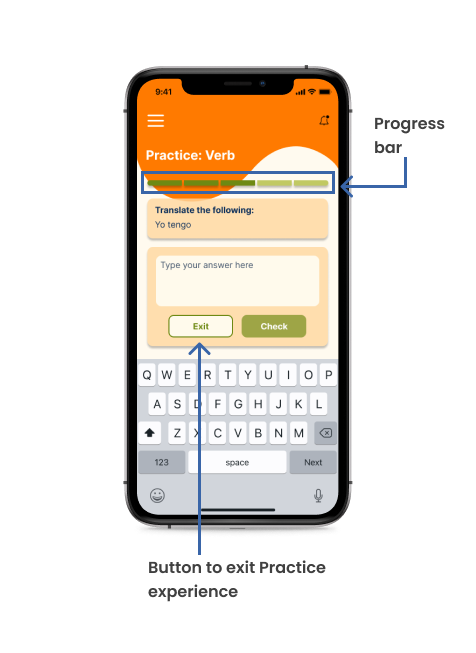 9:41
Progress
bar
Practice: Verb
Translate the following:
Yo tengo
Type your answer here
Exit
Check
Q W E R T Y U I O P
A S D F G H J K L
Z X C V B N M
123 space Next
Button to exit Practice
experience